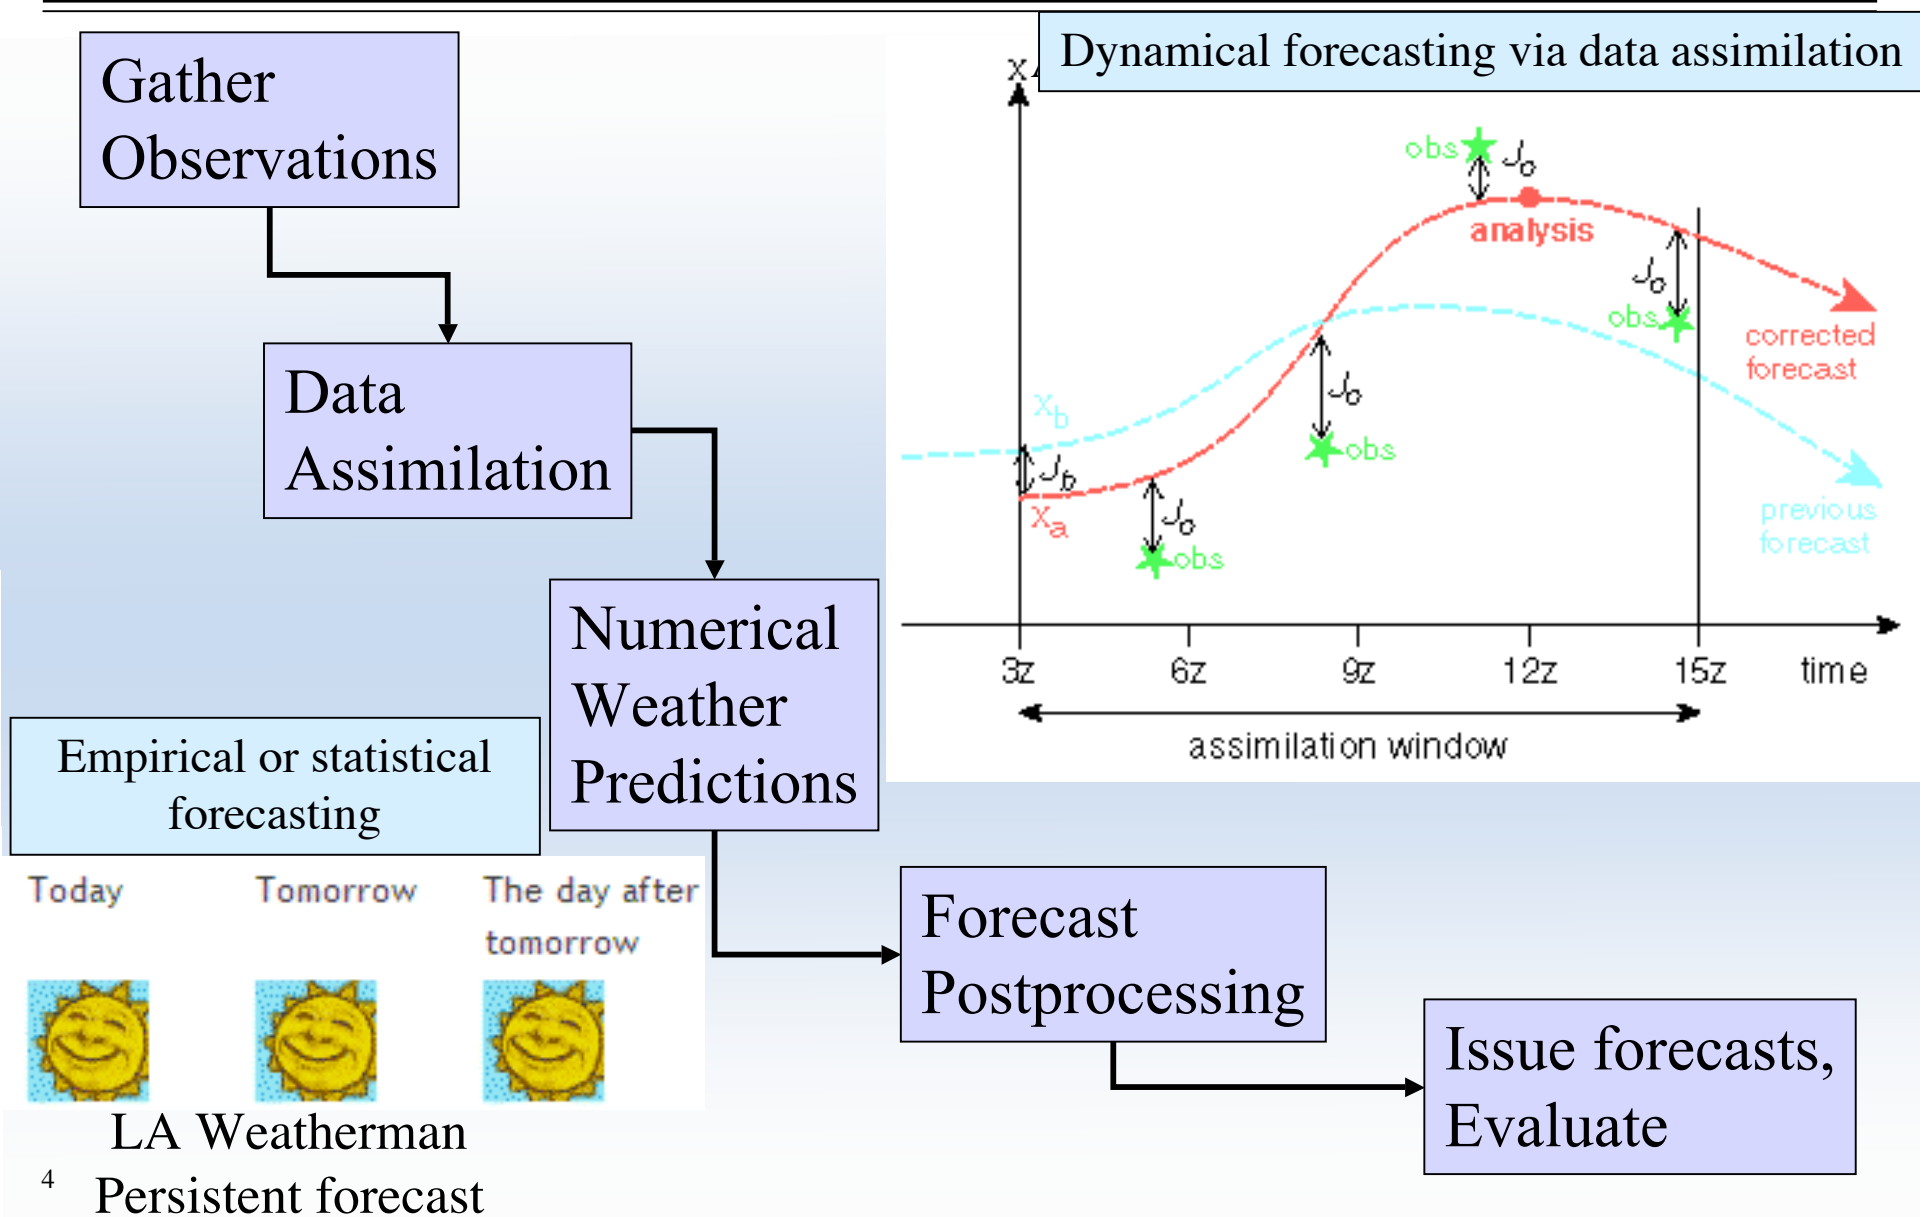 Gather
Observations
Data
Assimilation
Numerical
Weather
Predictions
Forecast
Postprocessing
Issue forecasts,
Evaluate
Dynamical forecasting via data assimilation
x
obs
Jo
analysis
Jo
obs
corrected
forecast
xb
Jo
obs
Jb
xa
Jo
obs
previous
forecast
3z 6z 9z 12z 15z time
assimilation window
Empirical or statistical
forecasting
Today Tomorrow The day after
tomorrow
LA Weatherman
Persistent forecast
4